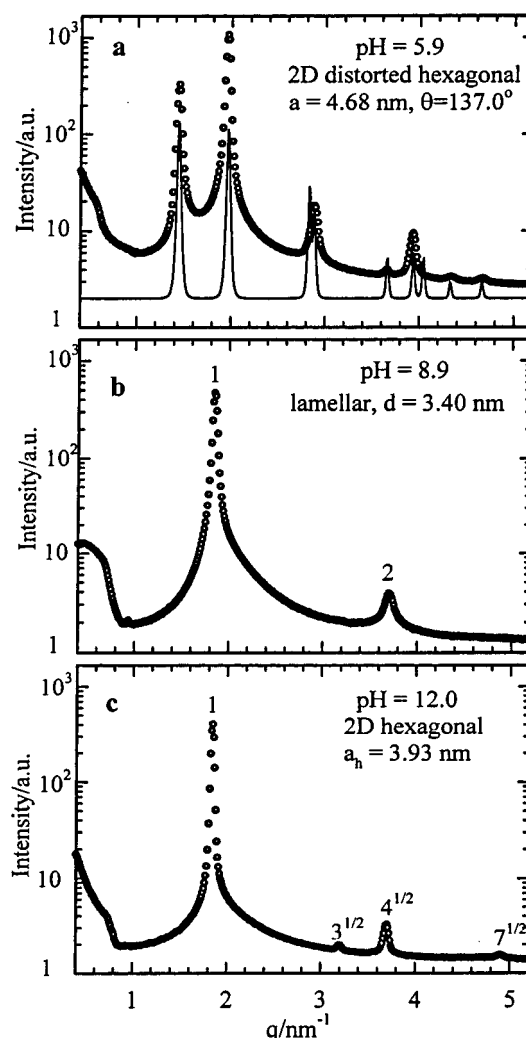 10³
a
pH = 5.9
2D distorted hexagonal
a = 4.68 nm, θ=137.0°
10²
Intensity/a.u.
10
1
10³
b
1
pH = 8.9
lamellar, d = 3.40 nm
10²
Intensity/a.u.
10
2
1
10³
c
1
pH = 12.0
2D hexagonal
aₕ = 3.93 nm
10²
Intensity/a.u.
10
3^1/2
4^1/2
7^1/2
1
1 2 3 4 5
q/nm⁻¹